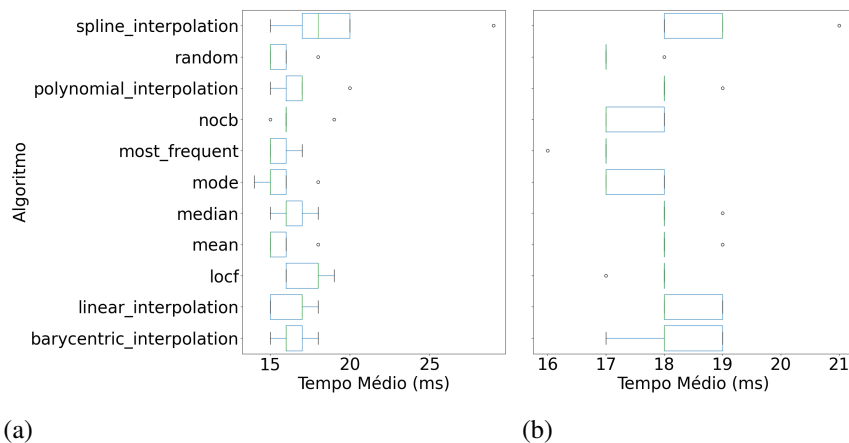 Algoritmo
spline_interpolation
random
polynomial_interpolation
nocb
most_frequent
mode
median
mean
locf
linear_interpolation
barycentric_interpolation
15 20 25
Tempo Médio (ms)
16 17 18 19 20 21
Tempo Médio (ms)
(a) (b)